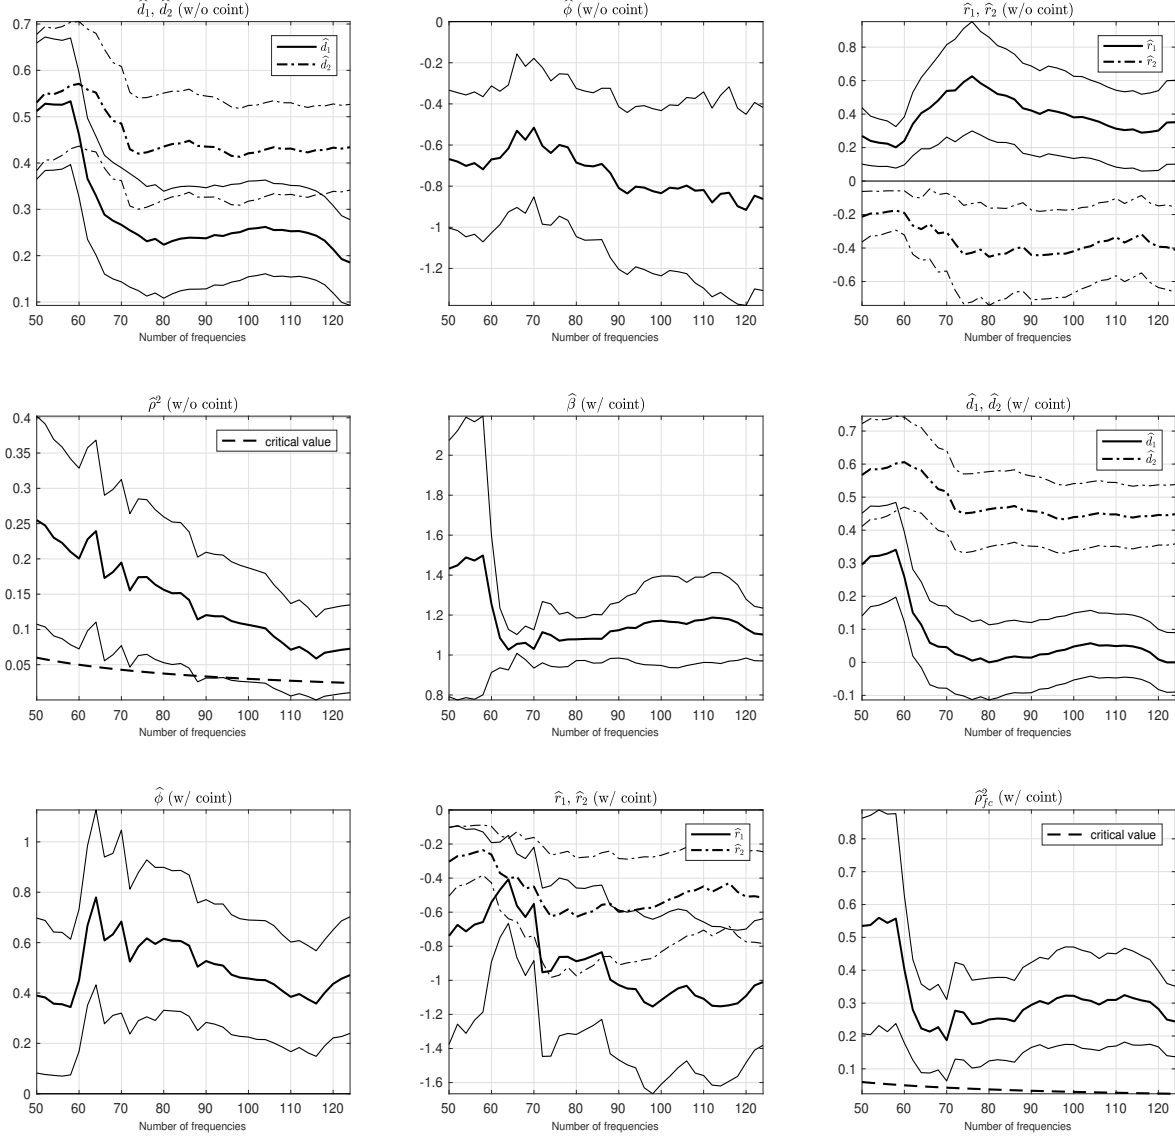 d̂₁, d̂₂ (w/o coint)
0.7
0.6
0.5
0.4
0.3
0.2
0.1
d̂₁
d̂₂
50 60 70 80 90 100 110 120
Number of frequencies
ϕ̂ (w/o coint)
0
-0.2
-0.4
-0.6
-0.8
-1
-1.2
50 60 70 80 90 100 110 120
Number of frequencies
r̂₁, r̂₂ (w/o coint)
0.8
0.6
0.4
0.2
0
-0.2
-0.4
-0.6
r̂₁
r̂₂
50 60 70 80 90 100 110 120
Number of frequencies
ρ̂² (w/o coint)
0.4
0.35
0.3
0.25
0.2
0.15
0.1
0.05
critical value
50 60 70 80 90 100 110 120
Number of frequencies
β̂ (w/ coint)
2
1.8
1.6
1.4
1.2
1
0.8
50 60 70 80 90 100 110 120
Number of frequencies
d̂₁, d̂₂ (w/ coint)
0.7
0.6
0.5
0.4
0.3
0.2
0.1
0
-0.1
d̂₁
d̂₂
50 60 70 80 90 100 110 120
Number of frequencies
ϕ̂ (w/ coint)
1
0.8
0.6
0.4
0.2
0
50 60 70 80 90 100 110 120
Number of frequencies
r̂₁, r̂₂ (w/ coint)
0
-0.2
-0.4
-0.6
-0.8
-1
-1.2
-1.4
-1.6
r̂₁
r̂₂
50 60 70 80 90 100 110 120
Number of frequencies
ρ̂²_fc (w/ coint)
0.8
0.7
0.6
0.5
0.4
0.3
0.2
0.1
critical value
50 60 70 80 90 100 110 120
Number of frequencies